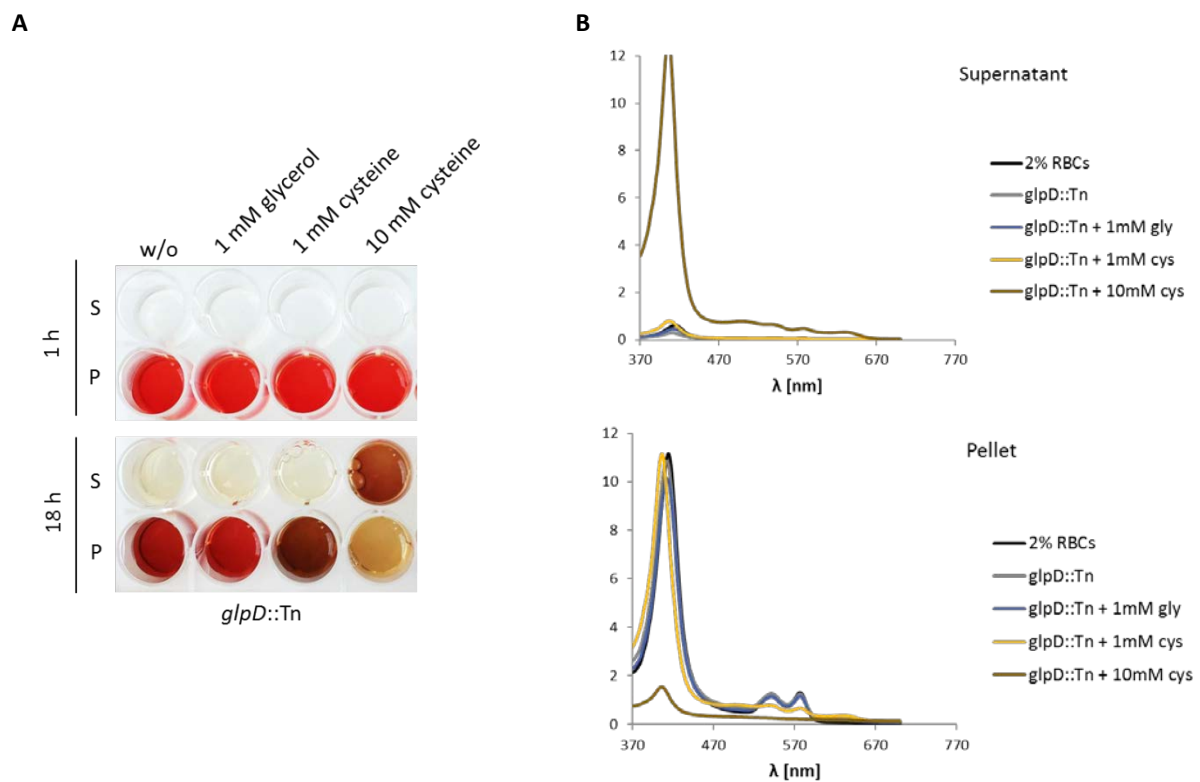 A
w/o
1 mM glycerol
1 mM cysteine
10 mM cysteine
1 h
S
P
18 h
S
P
glpD::Tn
B
Supernatant
12
10
8
6
4
2
0
370
470
570
670
770
λ [nm]
2% RBCs
glpD::Tn
glpD::Tn + 1mM gly
glpD::Tn + 1mM cys
glpD::Tn + 10mM cys
Pellet
12
10
8
6
4
2
0
370
470
570
670
770
λ [nm]
2% RBCs
glpD::Tn
glpD::Tn + 1mM gly
glpD::Tn + 1mM cys
glpD::Tn + 10mM cys